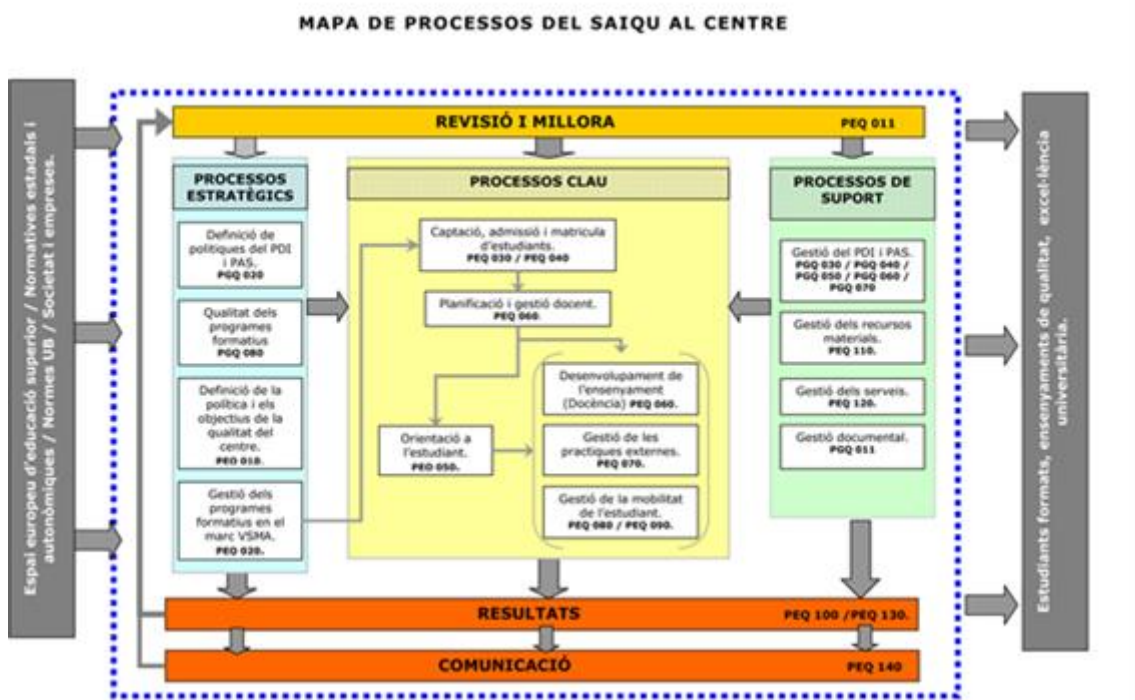 MAPA DE PROCESSOS DEL SAIQU AL CENTRE
Espai europeu d'educació superior / Normatives estadals i
autonòmiques / Normes UB / Societat i empreses.
REVISIÓ I MILLORA
PEQ 011
PROCESSOS
ESTRATÈGICS
Definició de
politiques del PDI
i PAS.
PGQ 020
Qualitat dels
programes
formatius
PGQ 080
Definició de la
política i els
objectius de la
qualitat del
centre.
PEQ 010.
Gestió dels
programes
formatius en el
marc VSMA.
PEQ 020.
PROCESSOS CLAU
Captació, admissió i matricula
d'estudiants.
PEQ 030 / PEQ 040
Planificació i gestió docent.
PEQ 060.
Desenvolupament de
l'ensenyament
(Docència) PEQ 060.
Orientació a
l'estudiant.
PEQ 050.
Gestió de les
practiques externes.
PEQ 070.
Gestió de la mobilitat
de l'estudiant.
PEQ 080 / PEQ 090.
PROCESSOS DE
SUPORT
Gestió del PDI i PAS.
PGQ 030 / PGQ 040 /
PGQ 050 / PGQ 060 /
PGQ 070
Gestió dels recursos
materials.
PEQ 110.
Gestió dels serveis.
PEQ 120.
Gestió documental.
PGQ 011
RESULTATS
PEQ 100 /PEQ 130.
COMUNICACIÓ
PEQ 140
Estudiants formats, ensenyaments de qualitat, excel·lència
universitària.